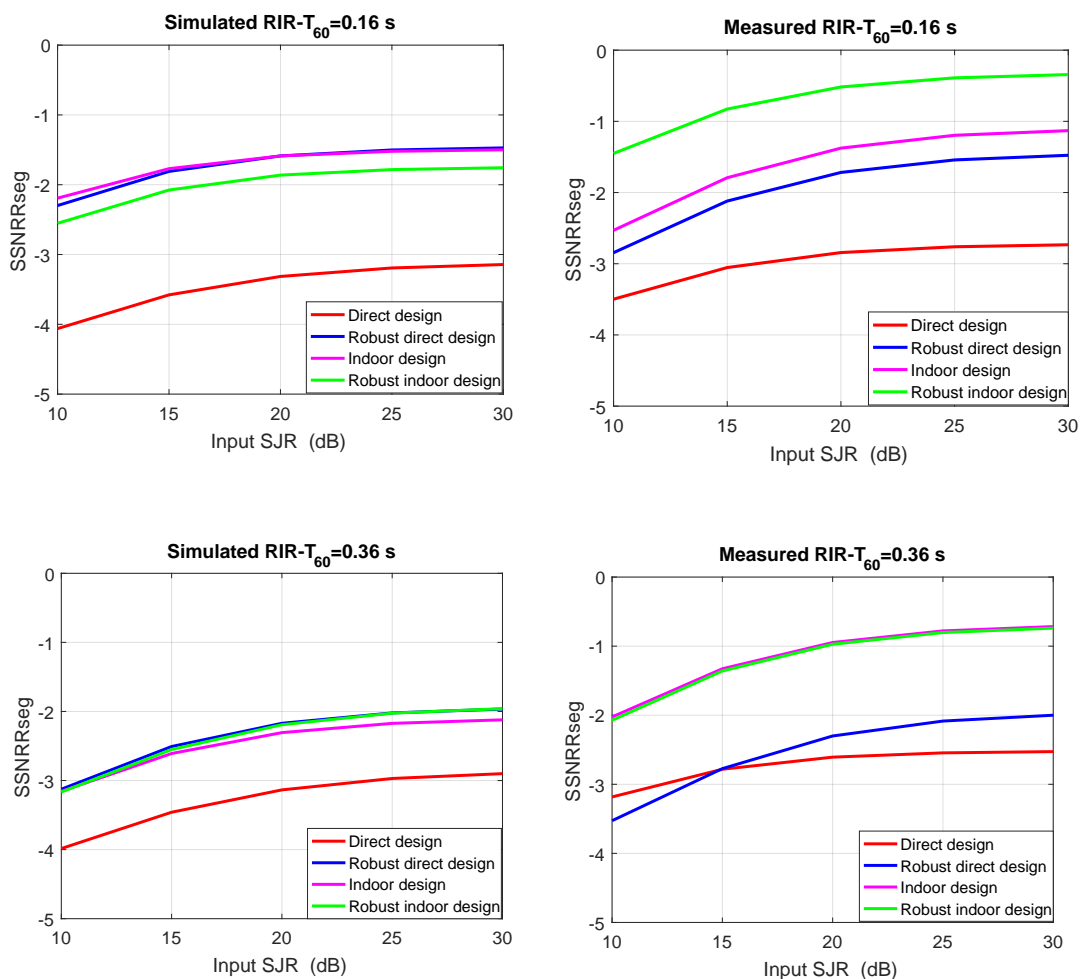 Simulated RIR-T60=0.16 s
0
-1
-2
-3
-4
-5
SSNRRseg
10 15 20 25 30
Input SJR (dB)
Direct design
Robust direct design
Indoor design
Robust indoor design
Measured RIR-T60=0.16 s
0
-1
-2
-3
-4
-5
SSNRRseg
10 15 20 25 30
Input SJR (dB)
Direct design
Robust direct design
Indoor design
Robust indoor design
Simulated RIR-T60=0.36 s
0
-1
-2
-3
-4
-5
SSNRRseg
10 15 20 25 30
Input SJR (dB)
Direct design
Robust direct design
Indoor design
Robust indoor design
Measured RIR-T60=0.36 s
0
-1
-2
-3
-4
-5
SSNRRseg
10 15 20 25 30
Input SJR (dB)
Direct design
Robust direct design
Indoor design
Robust indoor design